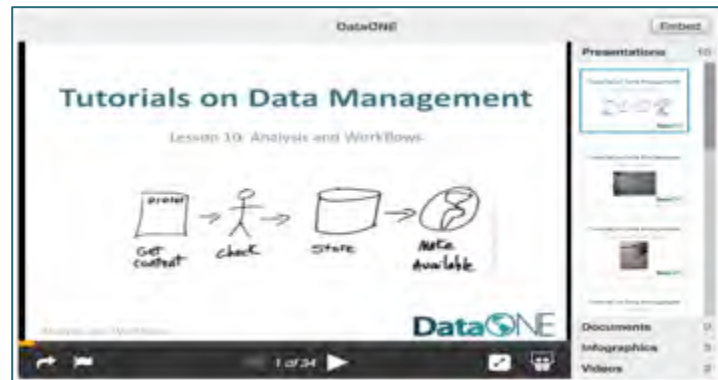 DataONE
Embed
Presentations 10
Tutorials on Data Management
Lesson 10: Analysis and Workflows
Get content
check
store
Make Available
DataONE
1 of 34
Documents
Infographics
Videos